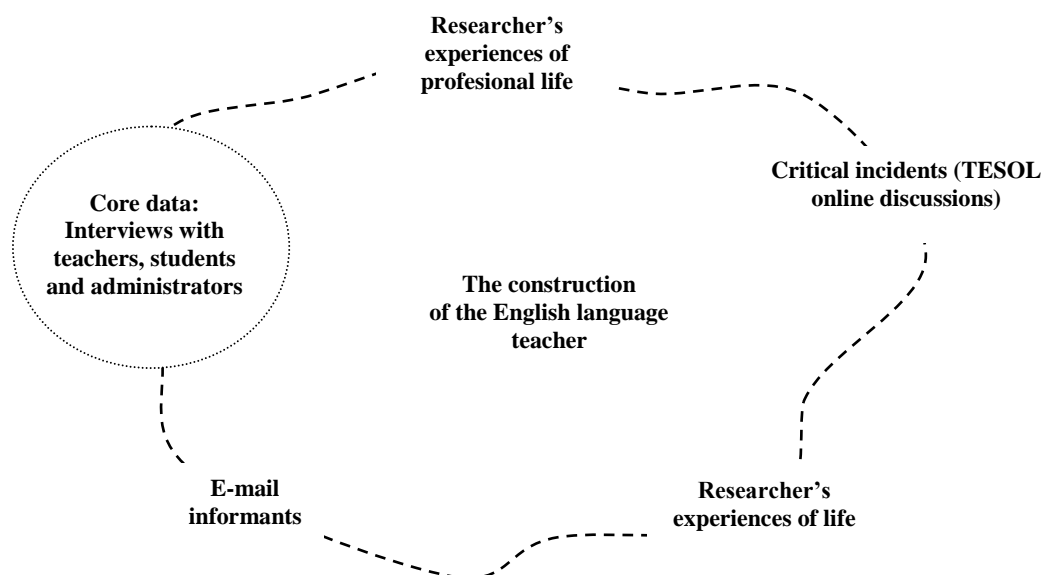 Researcher's
experiences of
profesional life
Critical incidents (TESOL
online discussions)
Core data:
Interviews with
teachers, students
and administrators
The construction
of the English language
teacher
E-mail
informants
Researcher's
experiences of life